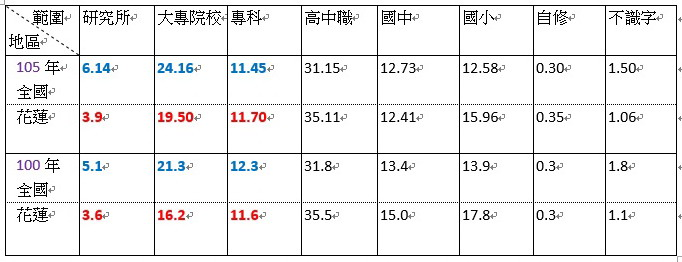 範圍 研究所 大專院校 專科 高中職 國中 國小 自修 不識字
地區
105 年 6.14 24.16 11.45 31.15 12.73 12.58 0.30 1.50
全國
花蓮 3.9 19.50 11.70 35.11 12.41 15.96 0.35 1.06
100 年 5.1 21.3 12.3 31.8 13.4 13.9 0.3 1.8
全國
花蓮 3.6 16.2 11.6 35.5 15.0 17.8 0.3 1.1